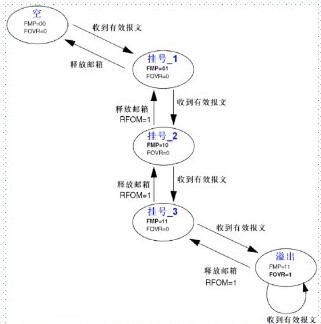 空
FMP=00
FOVR=0
收到有效报文
释放邮箱
挂号_1
FMP=01
FOVR=0
释放邮箱
RFOM=1
收到有效报文
挂号_2
FMP=10
FOVR=0
释放邮箱
RFOM=1
收到有效报文
挂号_3
FMP=11
FOVR=0
收到有效报文
释放邮箱
RFOM=1
溢出
FMP=11
FOVR=1
收到有效报文